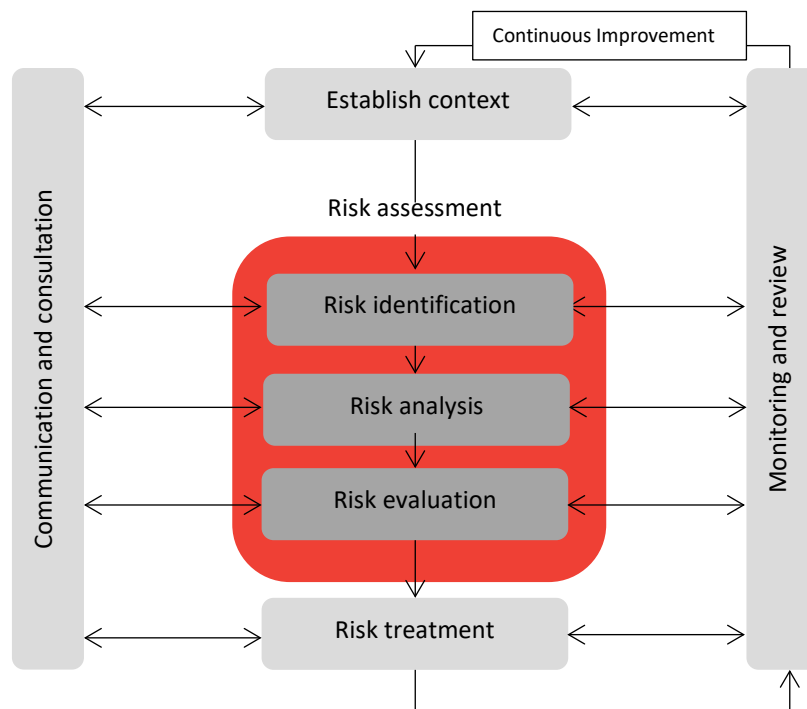 Continuous Improvement
Establish context
Communication and consultation
Risk assessment
Risk identification
Risk analysis
Risk evaluation
Risk treatment
Monitoring and review